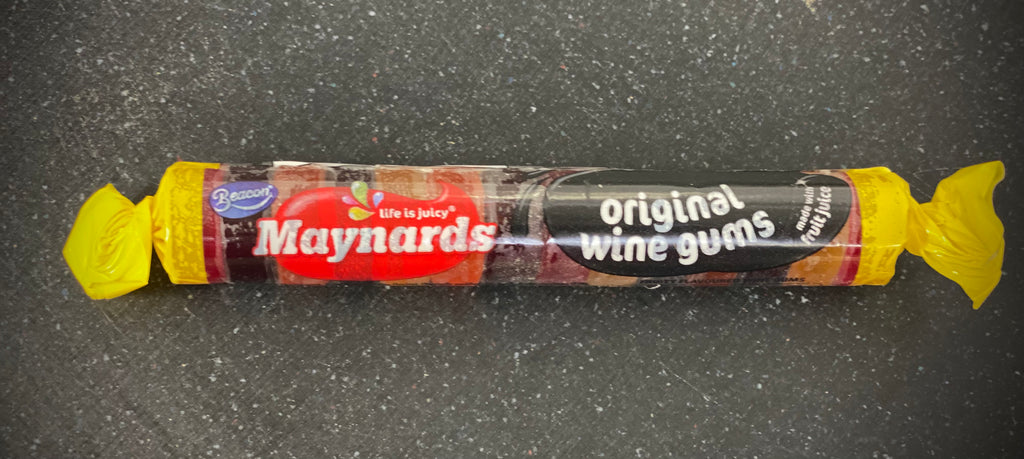 Beacon
life is juicy
Maynards
original
wine gums
made with
fruit juice